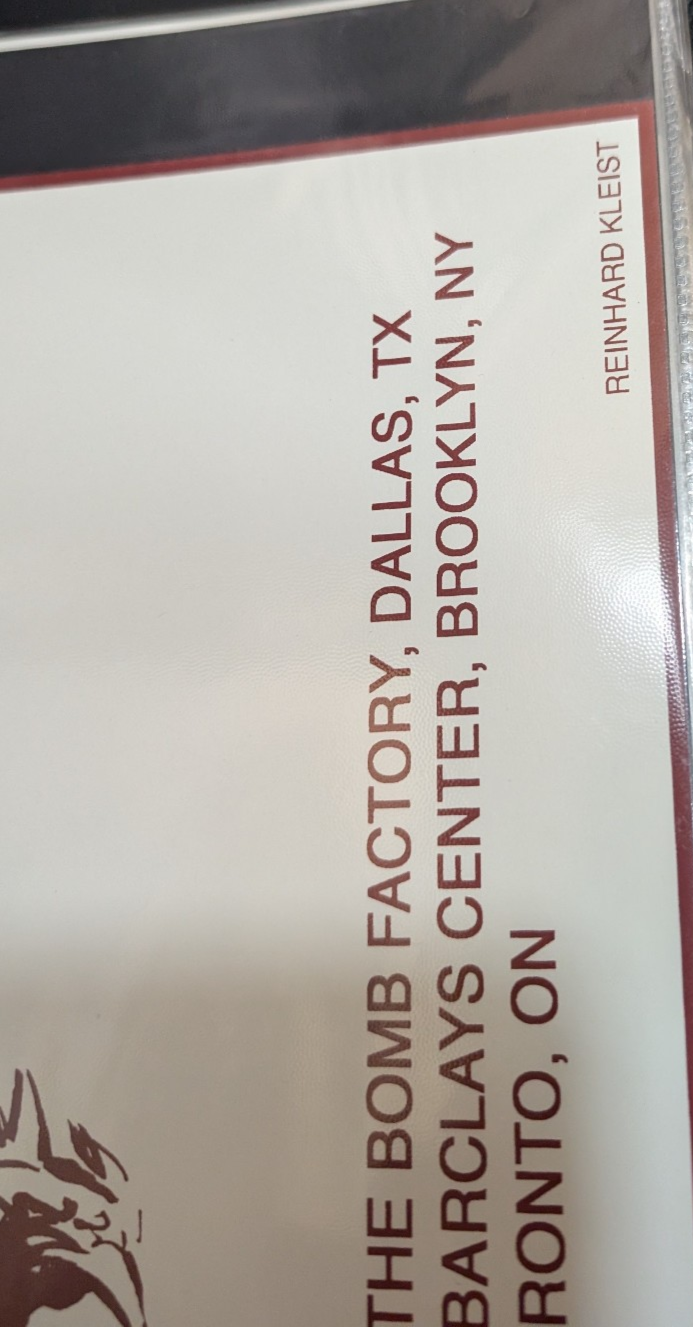 THE BOMB FACTORY, DALLAS, TX
BARCLAYS CENTER, BROOKLYN, NY
RONTO, ON
REINHARD KLEIST